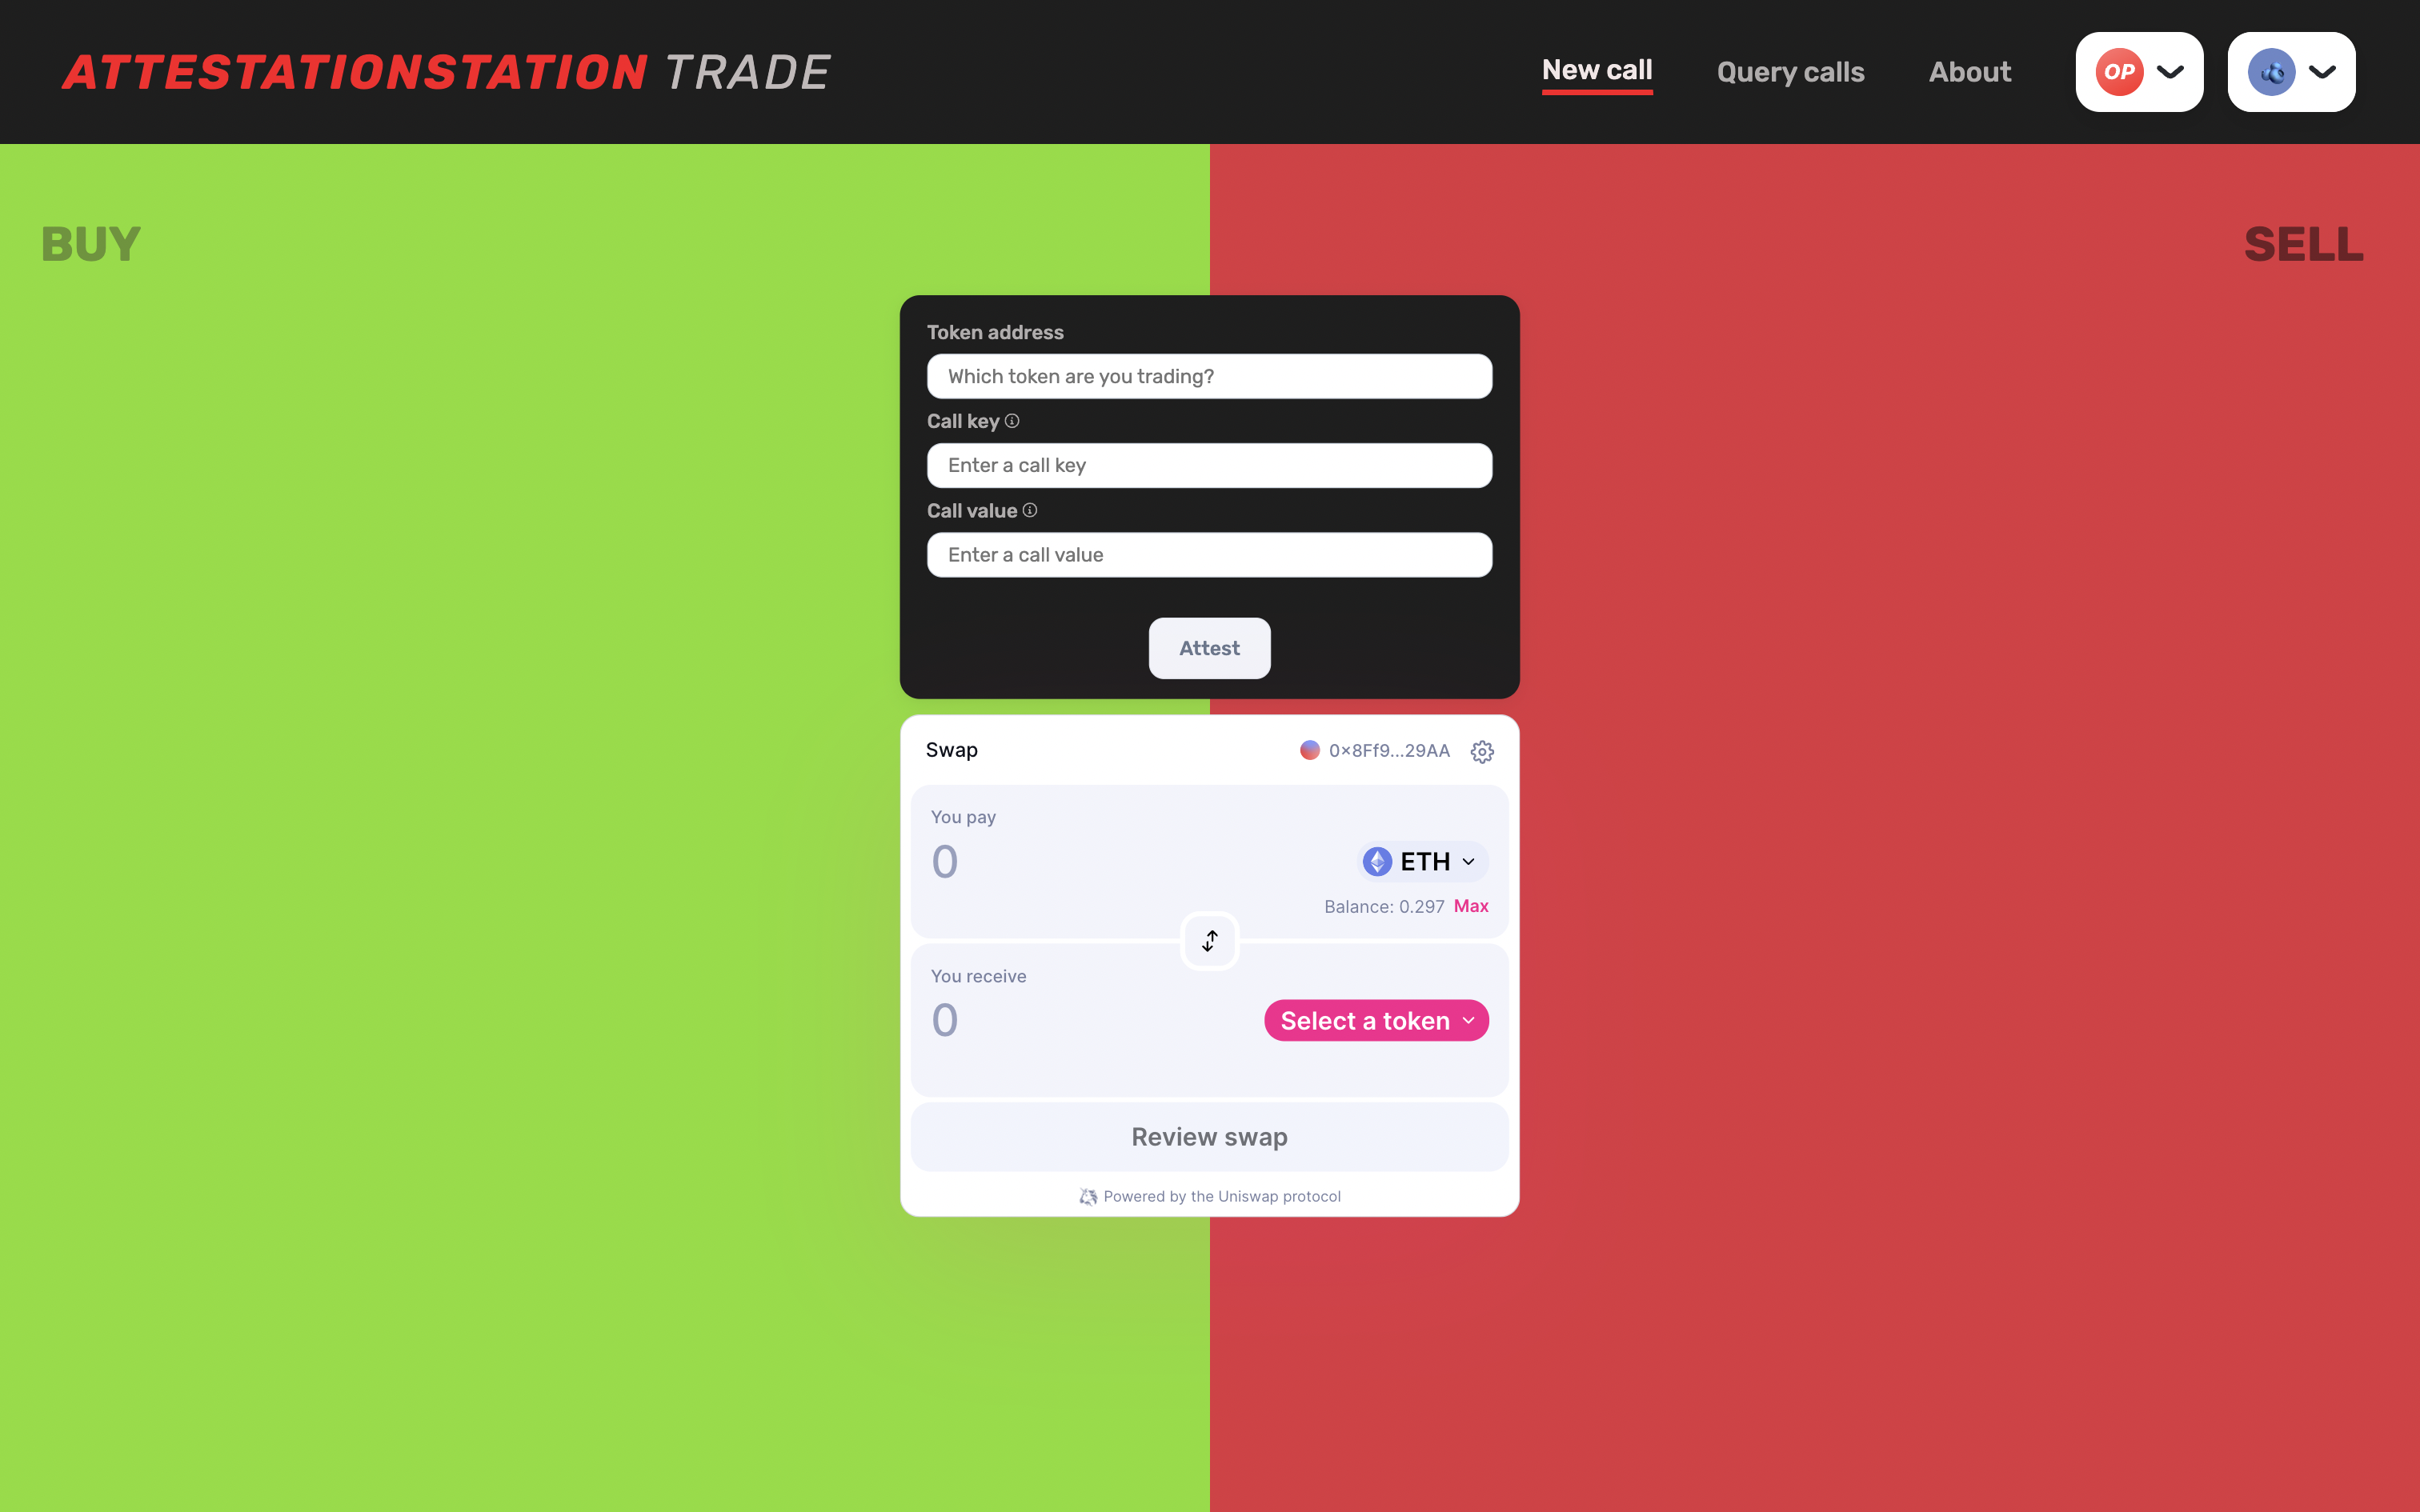 ATTESTATIONSTATION TRADE
New call
Query calls
About
OP
BUY
SELL
Token address
Which token are you trading?
Call key
Enter a call key
Call value
Enter a call value
Attest
Swap
0x8Ff9...29AA
You pay
0
ETH
Balance: 0.297 Max
You receive
0
Select a token
Review swap
Powered by the Uniswap protocol